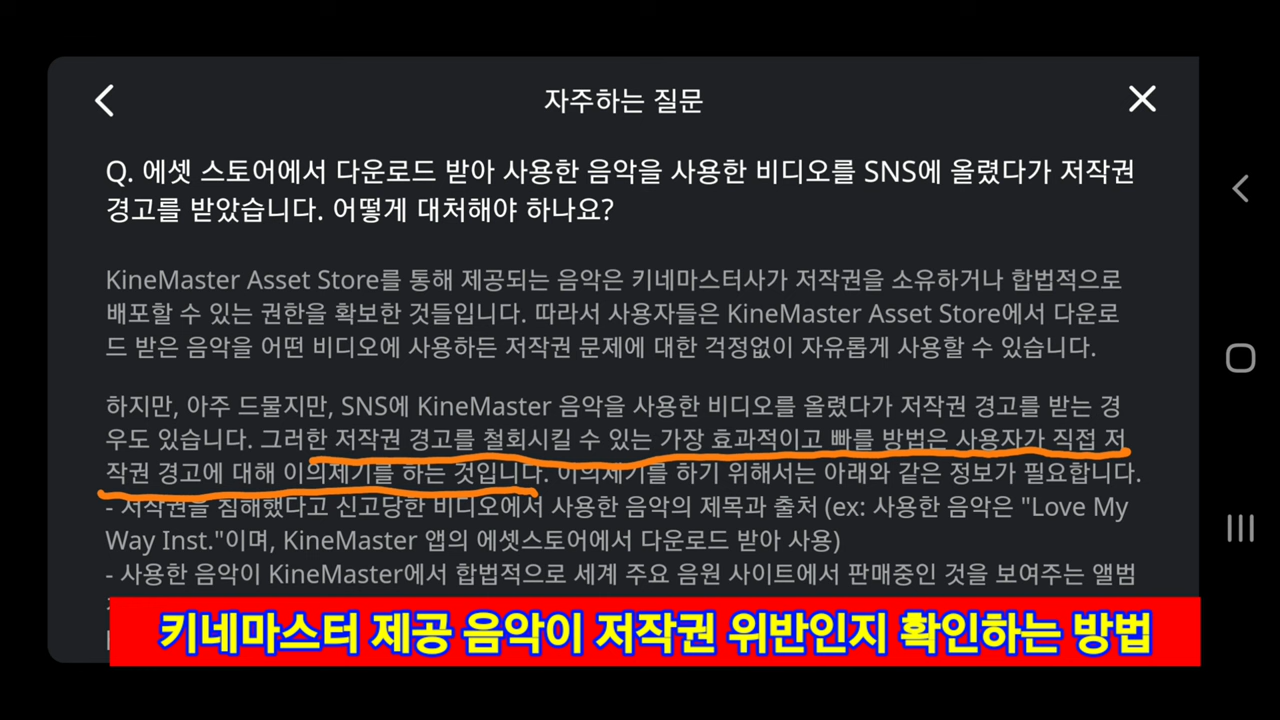 자주하는 질문
Q. 에셋 스토어에서 다운로드 받아 사용한 음악을 사용한 비디오를 SNS에 올렸다가 저작권
경고를 받았습니다. 어떻게 대처해야 하나요?
KineMaster Asset Store를 통해 제공되는 음악은 키네마스터사가 저작권을 소유하거나 합법적으로
배포할 수 있는 권한을 확보한 것들입니다. 따라서 사용자들은 KineMaster Asset Store에서 다운로
드 받은 음악을 어떤 비디오에 사용하든 저작권 문제에 대한 걱정없이 자유롭게 사용할 수 있습니다.
하지만, 아주 드물지만, SNS에 KineMaster 음악을 사용한 비디오를 올렸다가 저작권 경고를 받는 경
우도 있습니다. 그러한 저작권 경고를 철회시킬 수 있는 가장 효과적이고 빠를 방법은 사용자가 직접 저
작권 경고에 대해 이의제기를 하는 것입니다. 이의제기를 하기 위해서는 아래와 같은 정보가 필요합니다.
- 저작권을 침해했다고 신고당한 비디오에서 사용한 음악의 제목과 출처 (ex: 사용한 음악은 "Love My
Way Inst."이며, KineMaster 앱의 에셋스토어에서 다운로드 받아 사용)
- 사용한 음악이 KineMaster에서 합법적으로 세계 주요 음원 사이트에서 판매중인 것을 보여주는 앨범
키네마스터 제공 음악이 저작권 위반인지 확인하는 방법